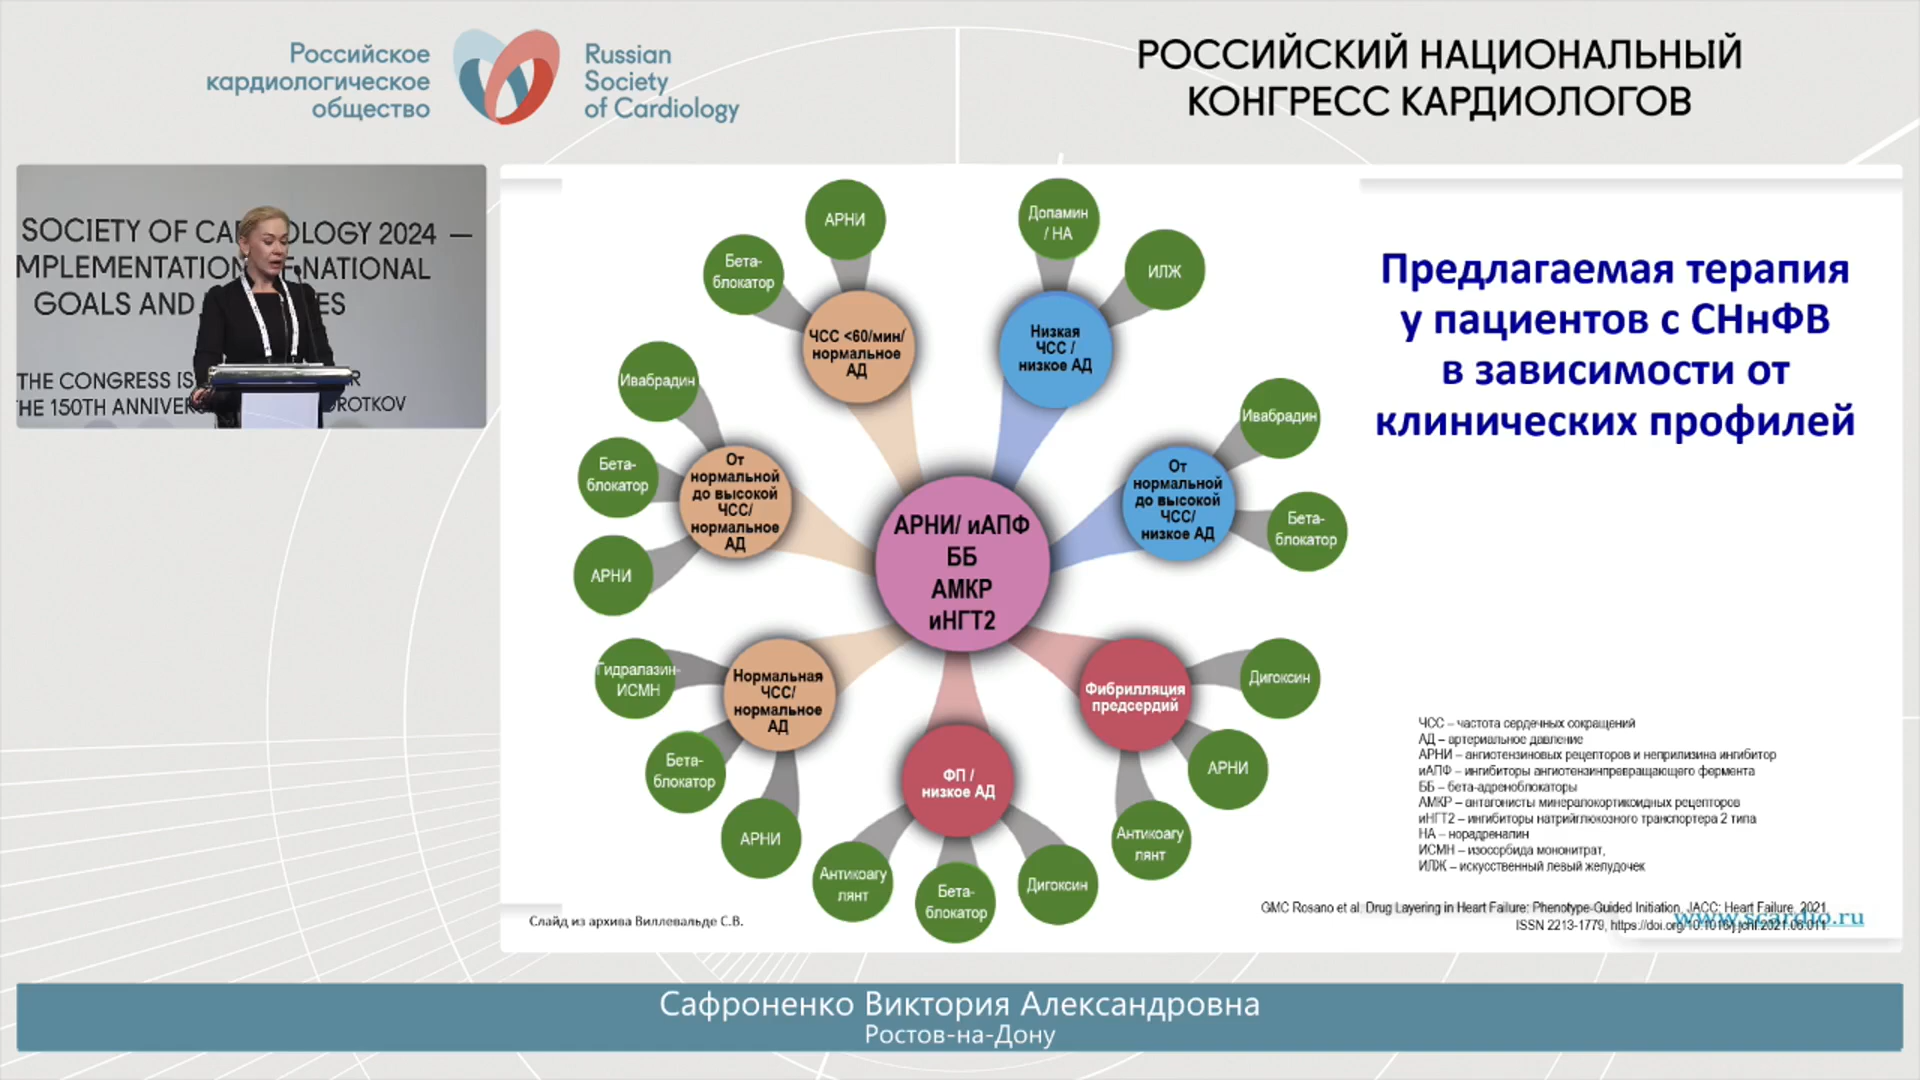 Российское
кардиологическое
общество
Russian
Society
of Cardiology
РОССИЙСКИЙ НАЦИОНАЛЬНЫЙ
КОНГРЕСС КАРДИОЛОГОВ
SOCIETY OF CARDIOLOGY 2024 —
MPLEMENTATION NATIONAL
GOALS AND ES
THE CONGRESS IS R
HE 150TH ANNIVER OROTKOV
Предлагаемая терапия
у пациентов с СНнФВ
в зависимости от
клинических профилей
АРНИ
Бета-
блокатор
ЧСС <60/мин/
нормальное
АД
Допамин
/ НА
ИЛЖ
Низкая
ЧСС /
низкое АД
Ивабрадин
Бета-
блокатор
АРНИ
От
нормальной
до высокой
ЧСС/
нормальное
АД
Ивабрадин
Бета-
блокатор
От
нормальной
до высокой
ЧСС/
низкое АД
АРНИ/ иАПФ
ББ
АМКР
иНГТ2
Гидралазин-
ИСМН
Бета-
блокатор
АРНИ
Нормальная
ЧСС/
нормальное
АД
Фибрилляция
предсердий
Дигоксин
АРНИ
Антикоагу
лянт
ФП /
низкое АД
Антикоагу
лянт
Бета-
блокатор
Дигоксин
ЧСС – частота сердечных сокращений
АД – артериальное давление
АРНИ – ангиотензиновых рецепторов и неприлизина ингибитор
иАПФ – ингибиторы ангиотензинпревращающего фермента
ББ – бета-адреноблокаторы
АМКР – антагонисты минералокортикоидных рецепторов
иНГТ2 – ингибиторы натрийглюкозного транспортера 2 типа
НА – норадреналин
ИСМН – изосорбида мононитрат,
ИЛЖ – искусственный левый желудочек
Слайд из архива Виллевальде С.В.
GMC Rosano et al. Drug Layering in Heart Failure: Phenotype-Guided Initiation, JACC: Heart Failure, 2021,
ISSN 2213-1779, https://doi.org/10.1016/j.jchf.2021.06.011.
www.scardio.ru
Сафроненко Виктория Александровна
Ростов-на-Дону